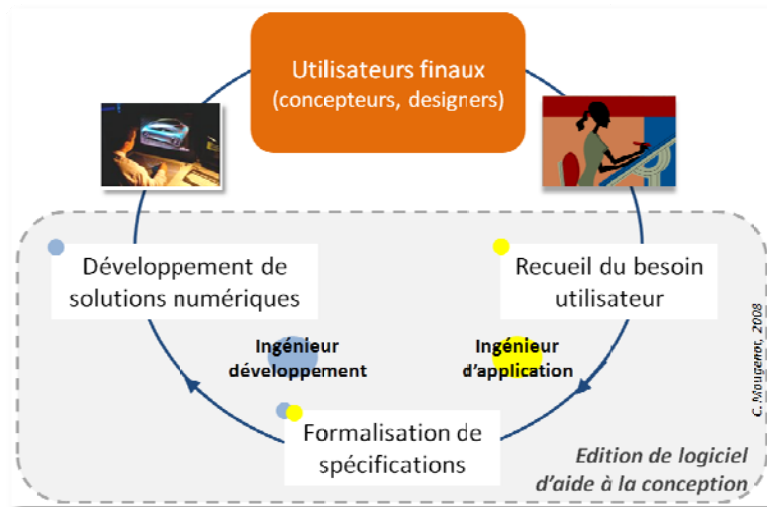 Utilisateurs finaux
(concepteurs, designers)
Développement de
solutions numériques
Recueil du besoin
utilisateur
Ingénieur
développement
Ingénieur
d'application
Formalisation de
spécifications
Edition de logiciel
d'aide à la conception
C. Mougenot, 2008